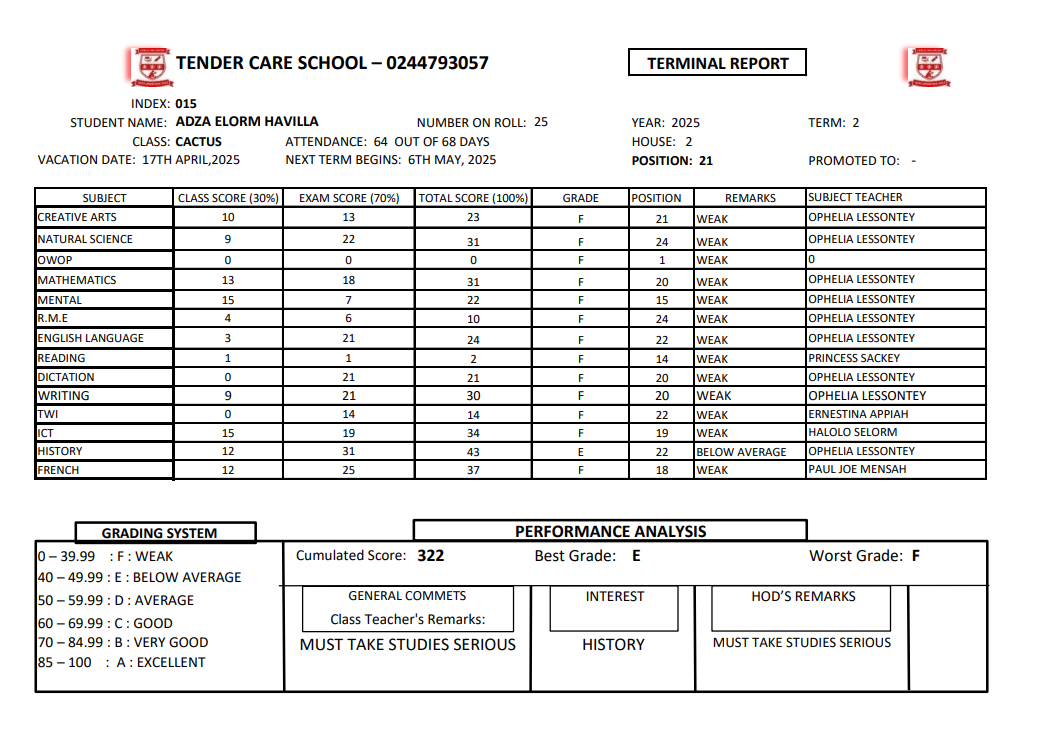 TENDER CARE SCHOOL – 0244793057 TERMINAL REPORT
INDEX: 015
STUDENT NAME: ADZA ELORM HAVILLA NUMBER ON ROLL: 25 YEAR: 2025 TERM: 2
CLASS: CACTUS ATTENDANCE: 64 OUT OF 68 DAYS HOUSE: 2
VACATION DATE: 17TH APRIL,2025 NEXT TERM BEGINS: 6TH MAY, 2025 POSITION: 21 PROMOTED TO: -
SUBJECT CLASS SCORE (30%) EXAM SCORE (70%) TOTAL SCORE (100%) GRADE POSITION REMARKS SUBJECT TEACHER
CREATIVE ARTS 10 13 23 F 21 WEAK OPHELIA LESSONTEY
NATURAL SCIENCE 9 22 31 F 24 WEAK OPHELIA LESSONTEY
OWOP 0 0 0 F 1 WEAK 0
MATHEMATICS 13 18 31 F 20 WEAK OPHELIA LESSONTEY
MENTAL 15 7 22 F 15 WEAK OPHELIA LESSONTEY
R.M.E 4 6 10 F 24 WEAK OPHELIA LESSONTEY
ENGLISH LANGUAGE 3 21 24 F 22 WEAK OPHELIA LESSONTEY
READING 1 1 2 F 14 WEAK PRINCESS SACKEY
DICTATION 0 21 21 F 20 WEAK OPHELIA LESSONTEY
WRITING 9 21 30 F 20 WEAK OPHELIA LESSONTEY
TWI 0 14 14 F 22 WEAK ERNESTINA APPIAH
ICT 15 19 34 F 19 WEAK HALOLO SELORM
HISTORY 12 31 43 E 22 BELOW AVERAGE OPHELIA LESSONTEY
FRENCH 12 25 37 F 18 WEAK PAUL JOE MENSAH
GRADING SYSTEM
0 – 39.99 : F : WEAK
40 – 49.99 : E : BELOW AVERAGE
50 – 59.99 : D : AVERAGE
60 – 69.99 : C : GOOD
70 – 84.99 : B : VERY GOOD
85 – 100 : A : EXCELLENT
PERFORMANCE ANALYSIS
Cumulated Score: 322 Best Grade: E Worst Grade: F
GENERAL COMMETS
Class Teacher's Remarks:
MUST TAKE STUDIES SERIOUS
INTEREST
HISTORY
HOD'S REMARKS
MUST TAKE STUDIES SERIOUS